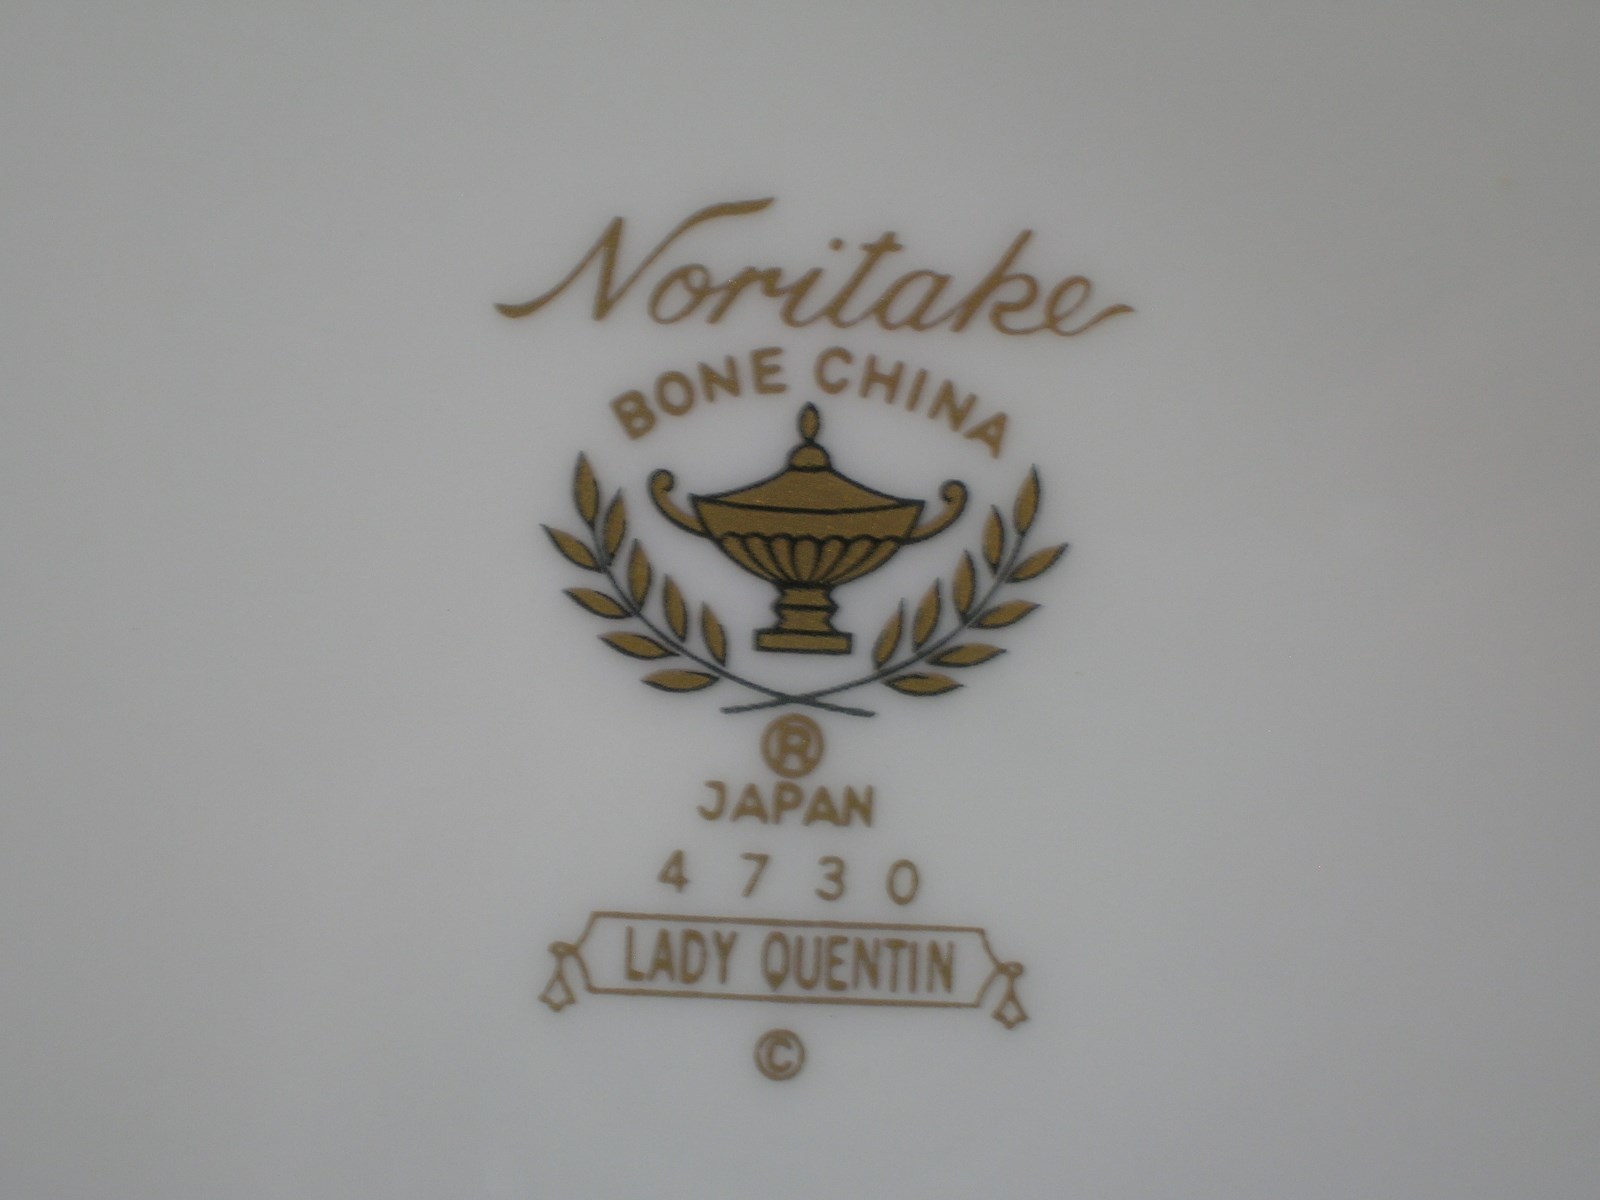 Noritake
BONE CHINA
®
JAPAN
4730
LADY QUENTIN
©